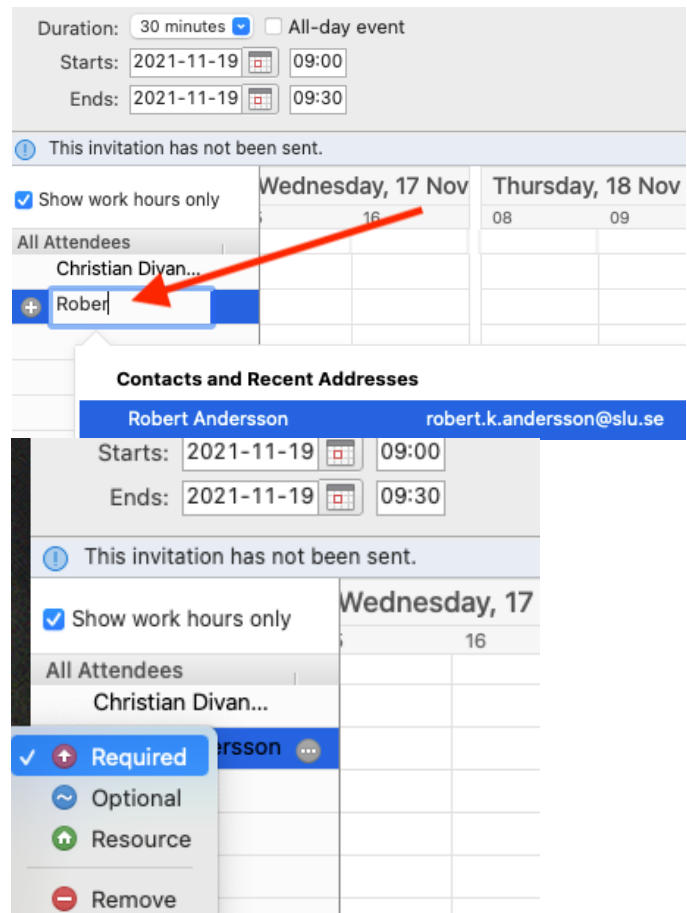 Duration: 30 minutes All-day event
Starts: 2021-11-19 09:00
Ends: 2021-11-19 09:30
This invitation has not been sent.
Show work hours only
Wednesday, 17 Nov Thursday, 18 Nov
16 08 09
All Attendees
Christian Divan...
Rober
Contacts and Recent Addresses
Robert Andersson robert.k.andersson@slu.se
Starts: 2021-11-19 09:00
Ends: 2021-11-19 09:30
This invitation has not been sent.
Show work hours only
Wednesday, 17
16
All Attendees
Christian Divan...
Required ersson
Optional
Resource
Remove